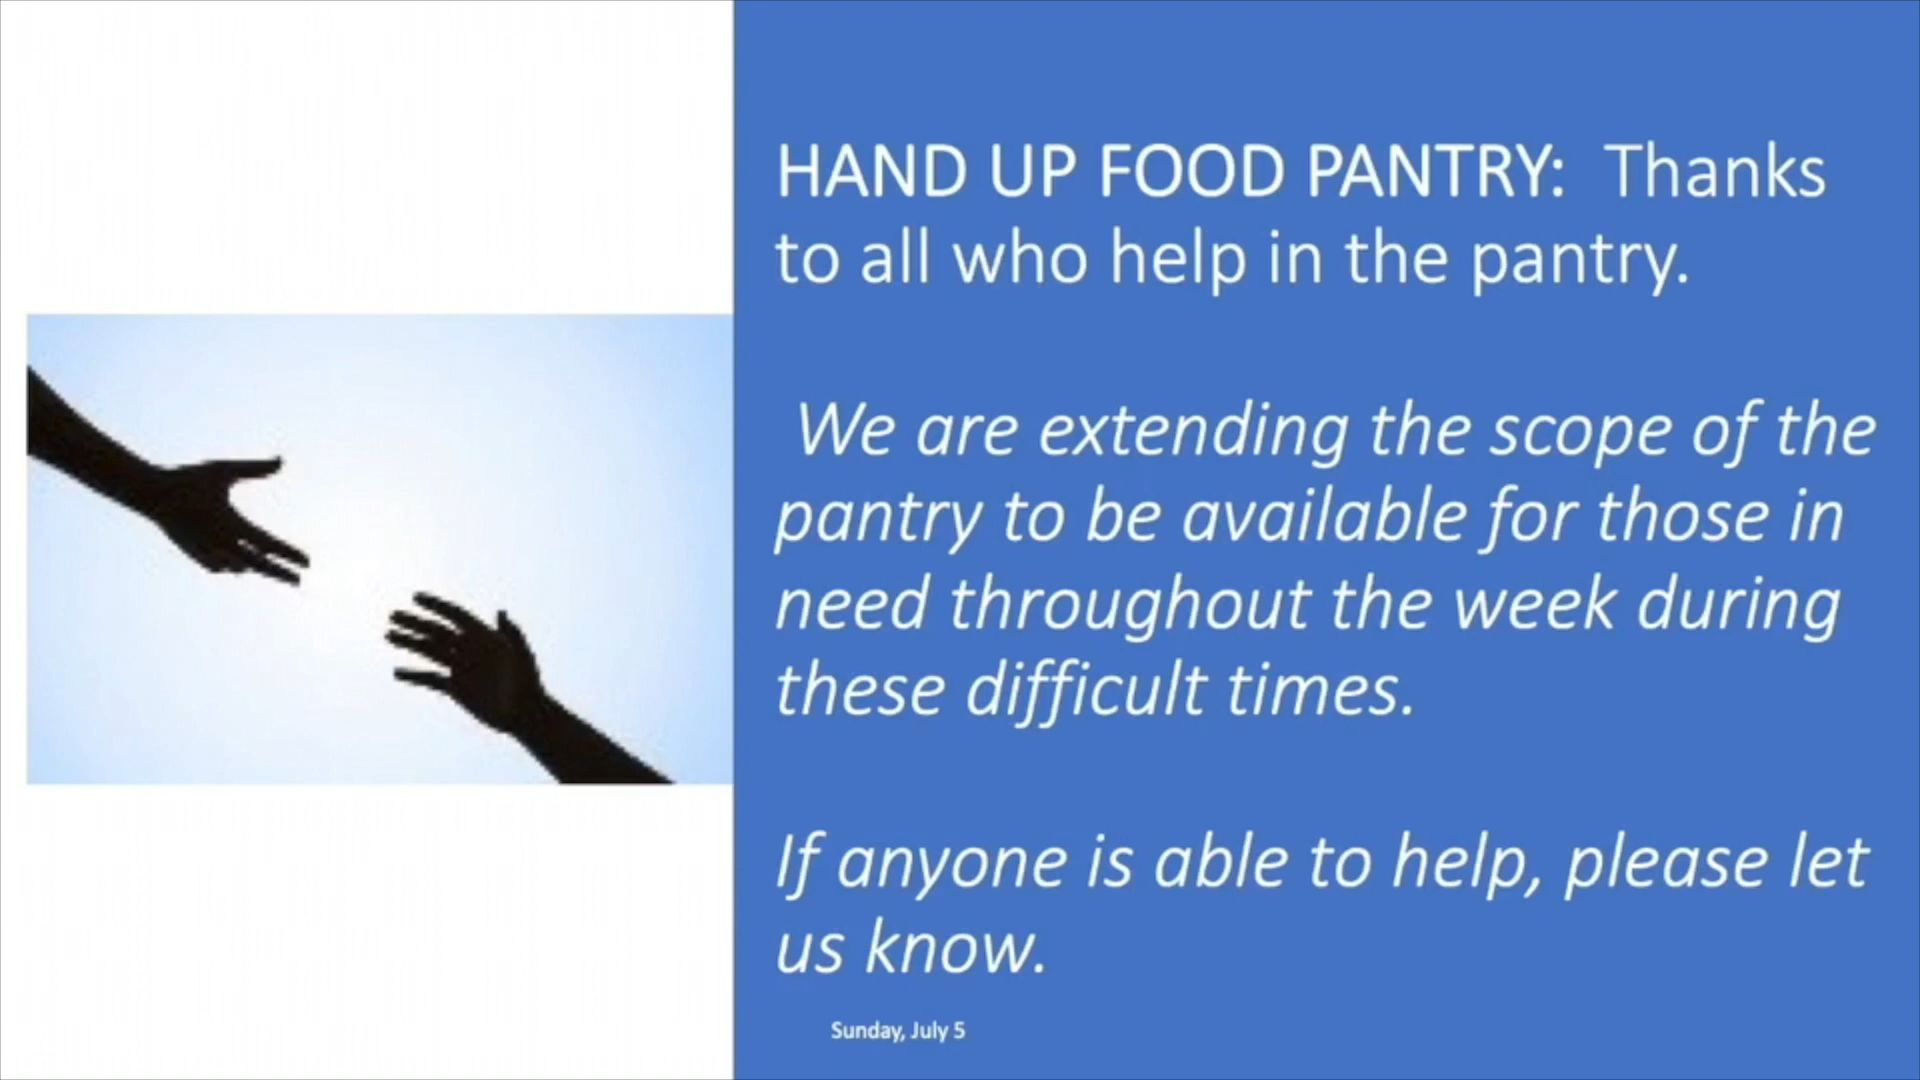 HAND UP FOOD PANTRY:  Thanks
to all who help in the pantry.
We are extending the scope of the
pantry to be available for those in
need throughout the week during
these difficult times.
If anyone is able to help, please let
us know.
Sunday, July 5